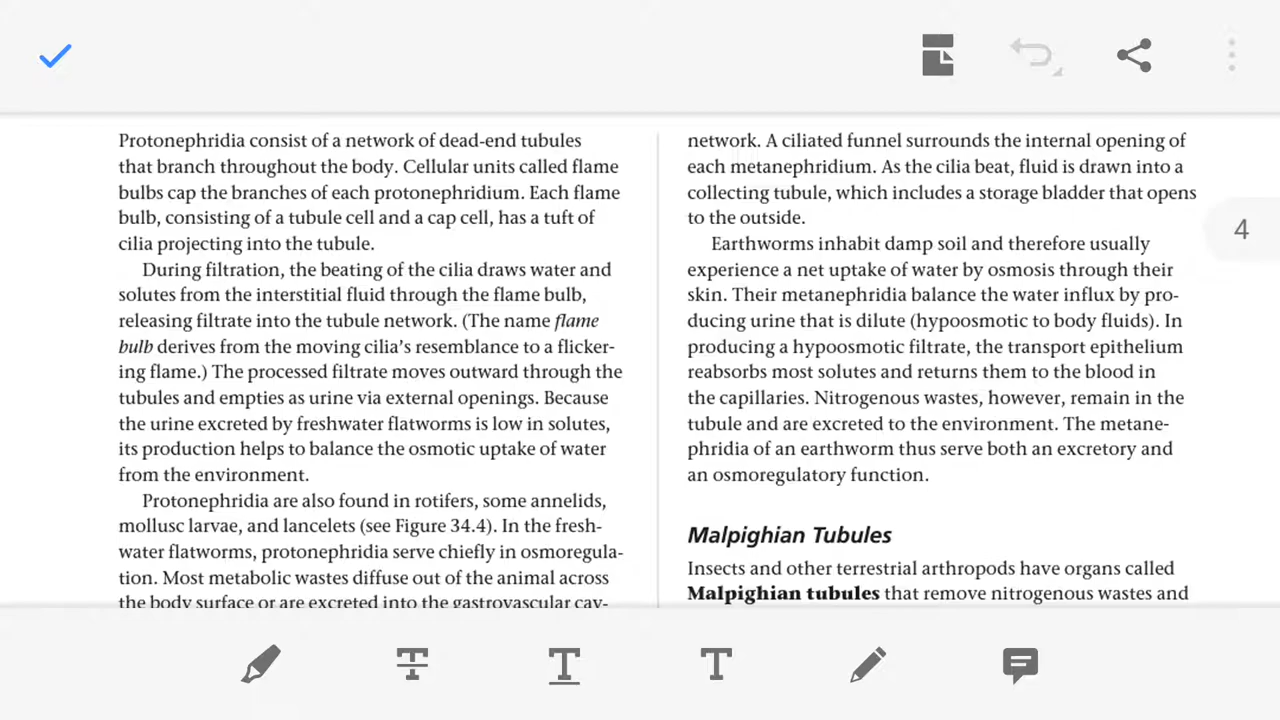 Protonephridia consist of a network of dead-end tubules
that branch throughout the body. Cellular units called flame
bulbs cap the branches of each protonephridium. Each flame
bulb, consisting of a tubule cell and a cap cell, has a tuft of
cilia projecting into the tubule.
During filtration, the beating of the cilia draws water and
solutes from the interstitial fluid through the flame bulb,
releasing filtrate into the tubule network. (The name flame
bulb derives from the moving cilia's resemblance to a flicker-
ing flame.) The processed filtrate moves outward through the
tubules and empties as urine via external openings. Because
the urine excreted by freshwater flatworms is low in solutes,
its production helps to balance the osmotic uptake of water
from the environment.
Protonephridia are also found in rotifers, some annelids,
mollusc larvae, and lancelets (see Figure 34.4). In the fresh-
water flatworms, protonephridia serve chiefly in osmoregula-
tion. Most metabolic wastes diffuse out of the animal across
the body surface or are excreted into the gastrovascular cav-
network. A ciliated funnel surrounds the internal opening of
each metanephridium. As the cilia beat, fluid is drawn into a
collecting tubule, which includes a storage bladder that opens
to the outside.
Earthworms inhabit damp soil and therefore usually
experience a net uptake of water by osmosis through their
skin. Their metanephridia balance the water influx by pro-
ducing urine that is dilute (hypoosmotic to body fluids). In
producing a hypoosmotic filtrate, the transport epithelium
reabsorbs most solutes and returns them to the blood in
the capillaries. Nitrogenous wastes, however, remain in the
tubule and are excreted to the environment. The metane-
phridia of an earthworm thus serve both an excretory and
an osmoregulatory function.
Malpighian Tubules
Insects and other terrestrial arthropods have organs called
Malpighian tubules that remove nitrogenous wastes and
4